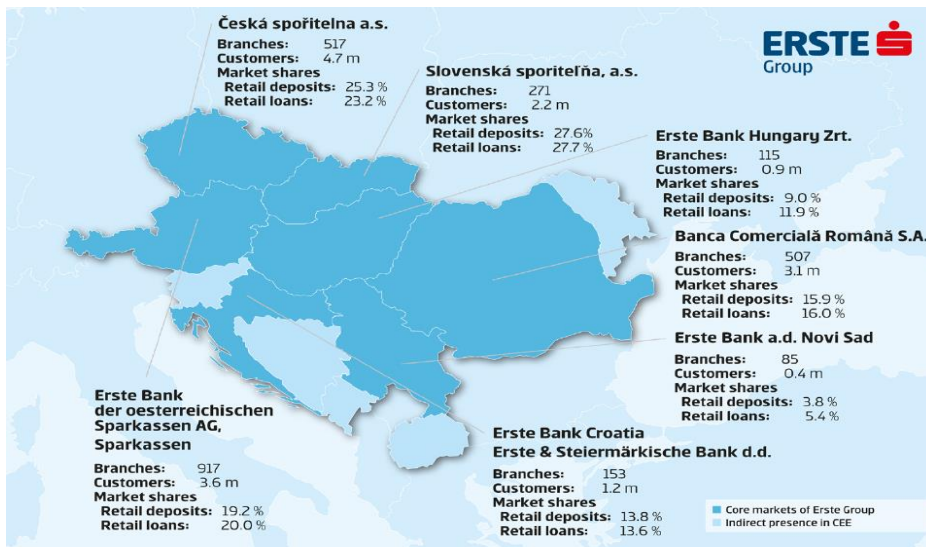 Česká spořitelna a.s.
Branches: 517
Customers: 4.7 m
Market shares
Retail deposits: 25.3 %
Retail loans: 23.2 %
ERSTE
Group
Slovenská sporiteľňa, a.s.
Branches: 271
Customers: 2.2 m
Market shares
Retail deposits: 27.6%
Retail loans: 27.7 %
Erste Bank Hungary Zrt.
Branches: 115
Customers: 0.9 m
Market shares
Retail deposits: 9.0 %
Retail loans: 11.9 %
Banca Comercială Română S.A.
Branches: 507
Customers: 3.1 m
Market shares
Retail deposits: 15.9 %
Retail loans: 16.0 %
Erste Bank a.d. Novi Sad
Branches: 85
Customers: 0.4 m
Market shares
Retail deposits: 3.8 %
Retail loans: 5.4 %
Erste Bank
der oesterreichischen
Sparkassen AG,
Sparkassen
Branches: 917
Customers: 3.6 m
Market shares
Retail deposits: 19.2 %
Retail loans: 20.0 %
Erste Bank Croatia
Erste & Steiermärkische Bank d.d.
Branches: 153
Customers: 1.2 m
Market shares
Retail deposits: 13.8 %
Retail loans: 13.6 %
Core markets of Erste Group
Indirect presence in CEE